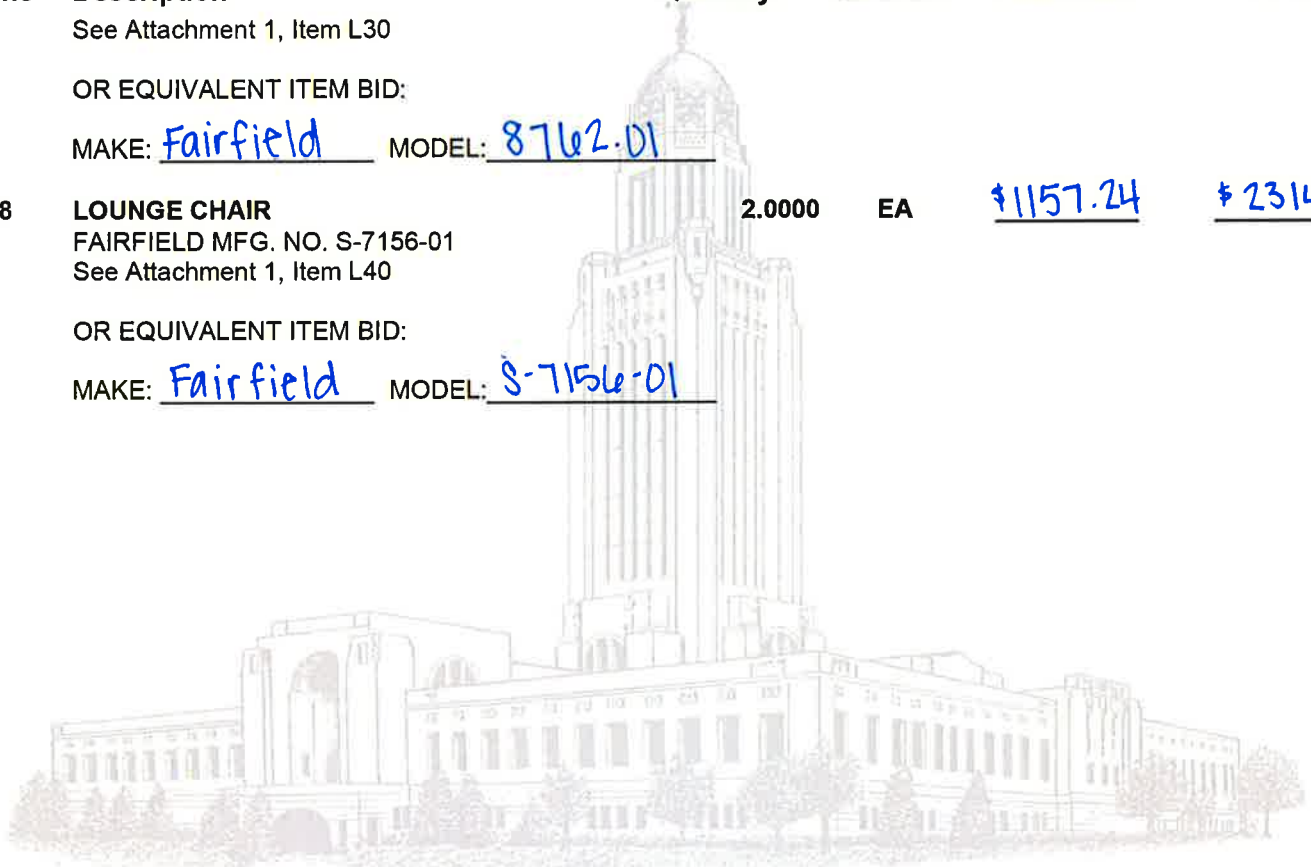 See Attachment 1, Item L30
OR EQUIVALENT ITEM BID:
MAKE: Fairfield MODEL: 8762.01
8 LOUNGE CHAIR 2.0000 EA $1157.24 $231
FAIRFIELD MFG. NO. S-7156-01
See Attachment 1, Item L40
OR EQUIVALENT ITEM BID:
MAKE: Fairfield MODEL: S-7156-01